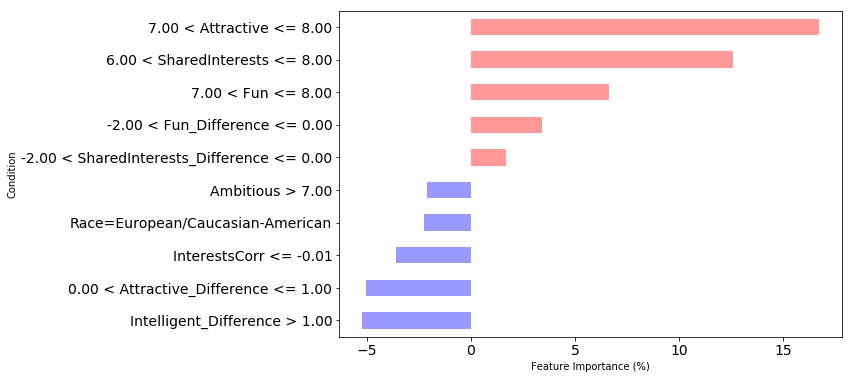 7.00 < Attractive <= 8.00
6.00 < SharedInterests <= 8.00
7.00 < Fun <= 8.00
-2.00 < Fun_Difference <= 0.00
-2.00 < SharedInterests_Difference <= 0.00
Ambitious > 7.00
Race=European/Caucasian-American
InterestsCorr <= -0.01
0.00 < Attractive_Difference <= 1.00
Intelligent_Difference > 1.00
Condition
−5 0 5 10 15
Feature Importance (%)